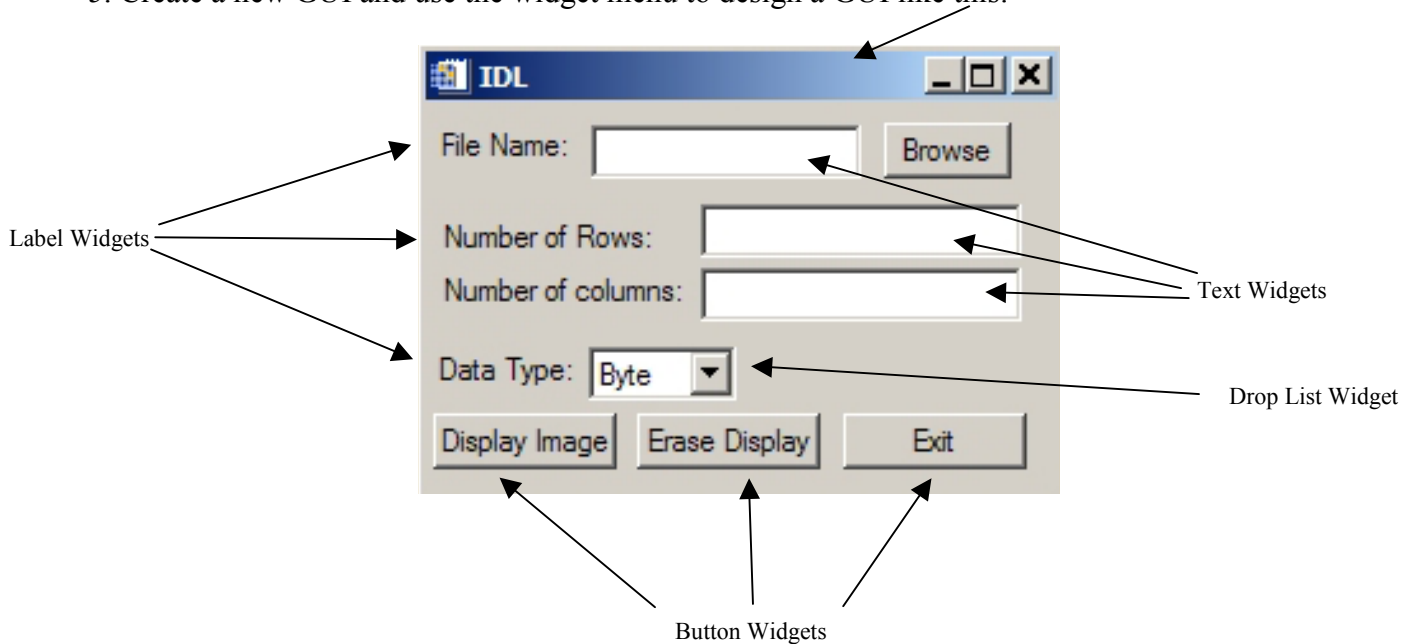 3. Create a new GUI and use the widget menu to design a GUI like this:
IDL
File Name:
Browse
Label Widgets
Number of Rows:
Number of columns:
Text Widgets
Data Type:
Byte
Drop List Widget
Display Image
Erase Display
Exit
Button Widgets